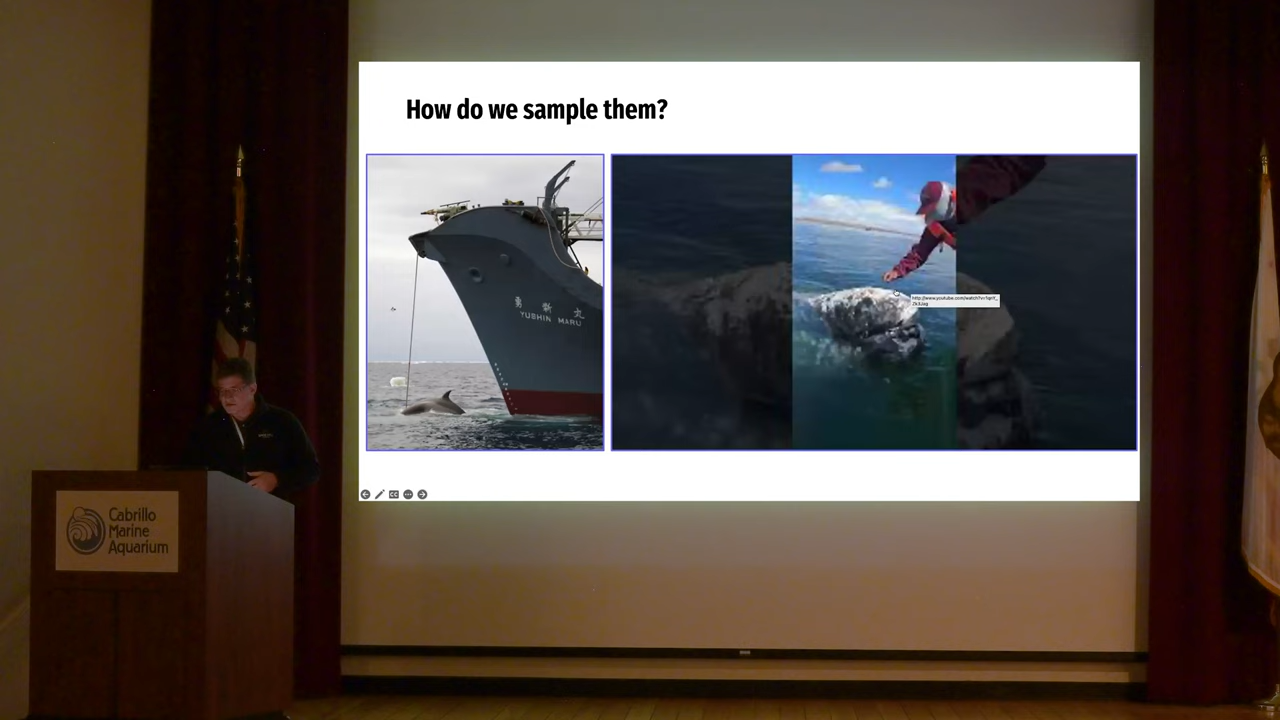 How do we sample them?
勇 新 丸
YUSHIN MARU
Cabrillo
Marine
Aquarium